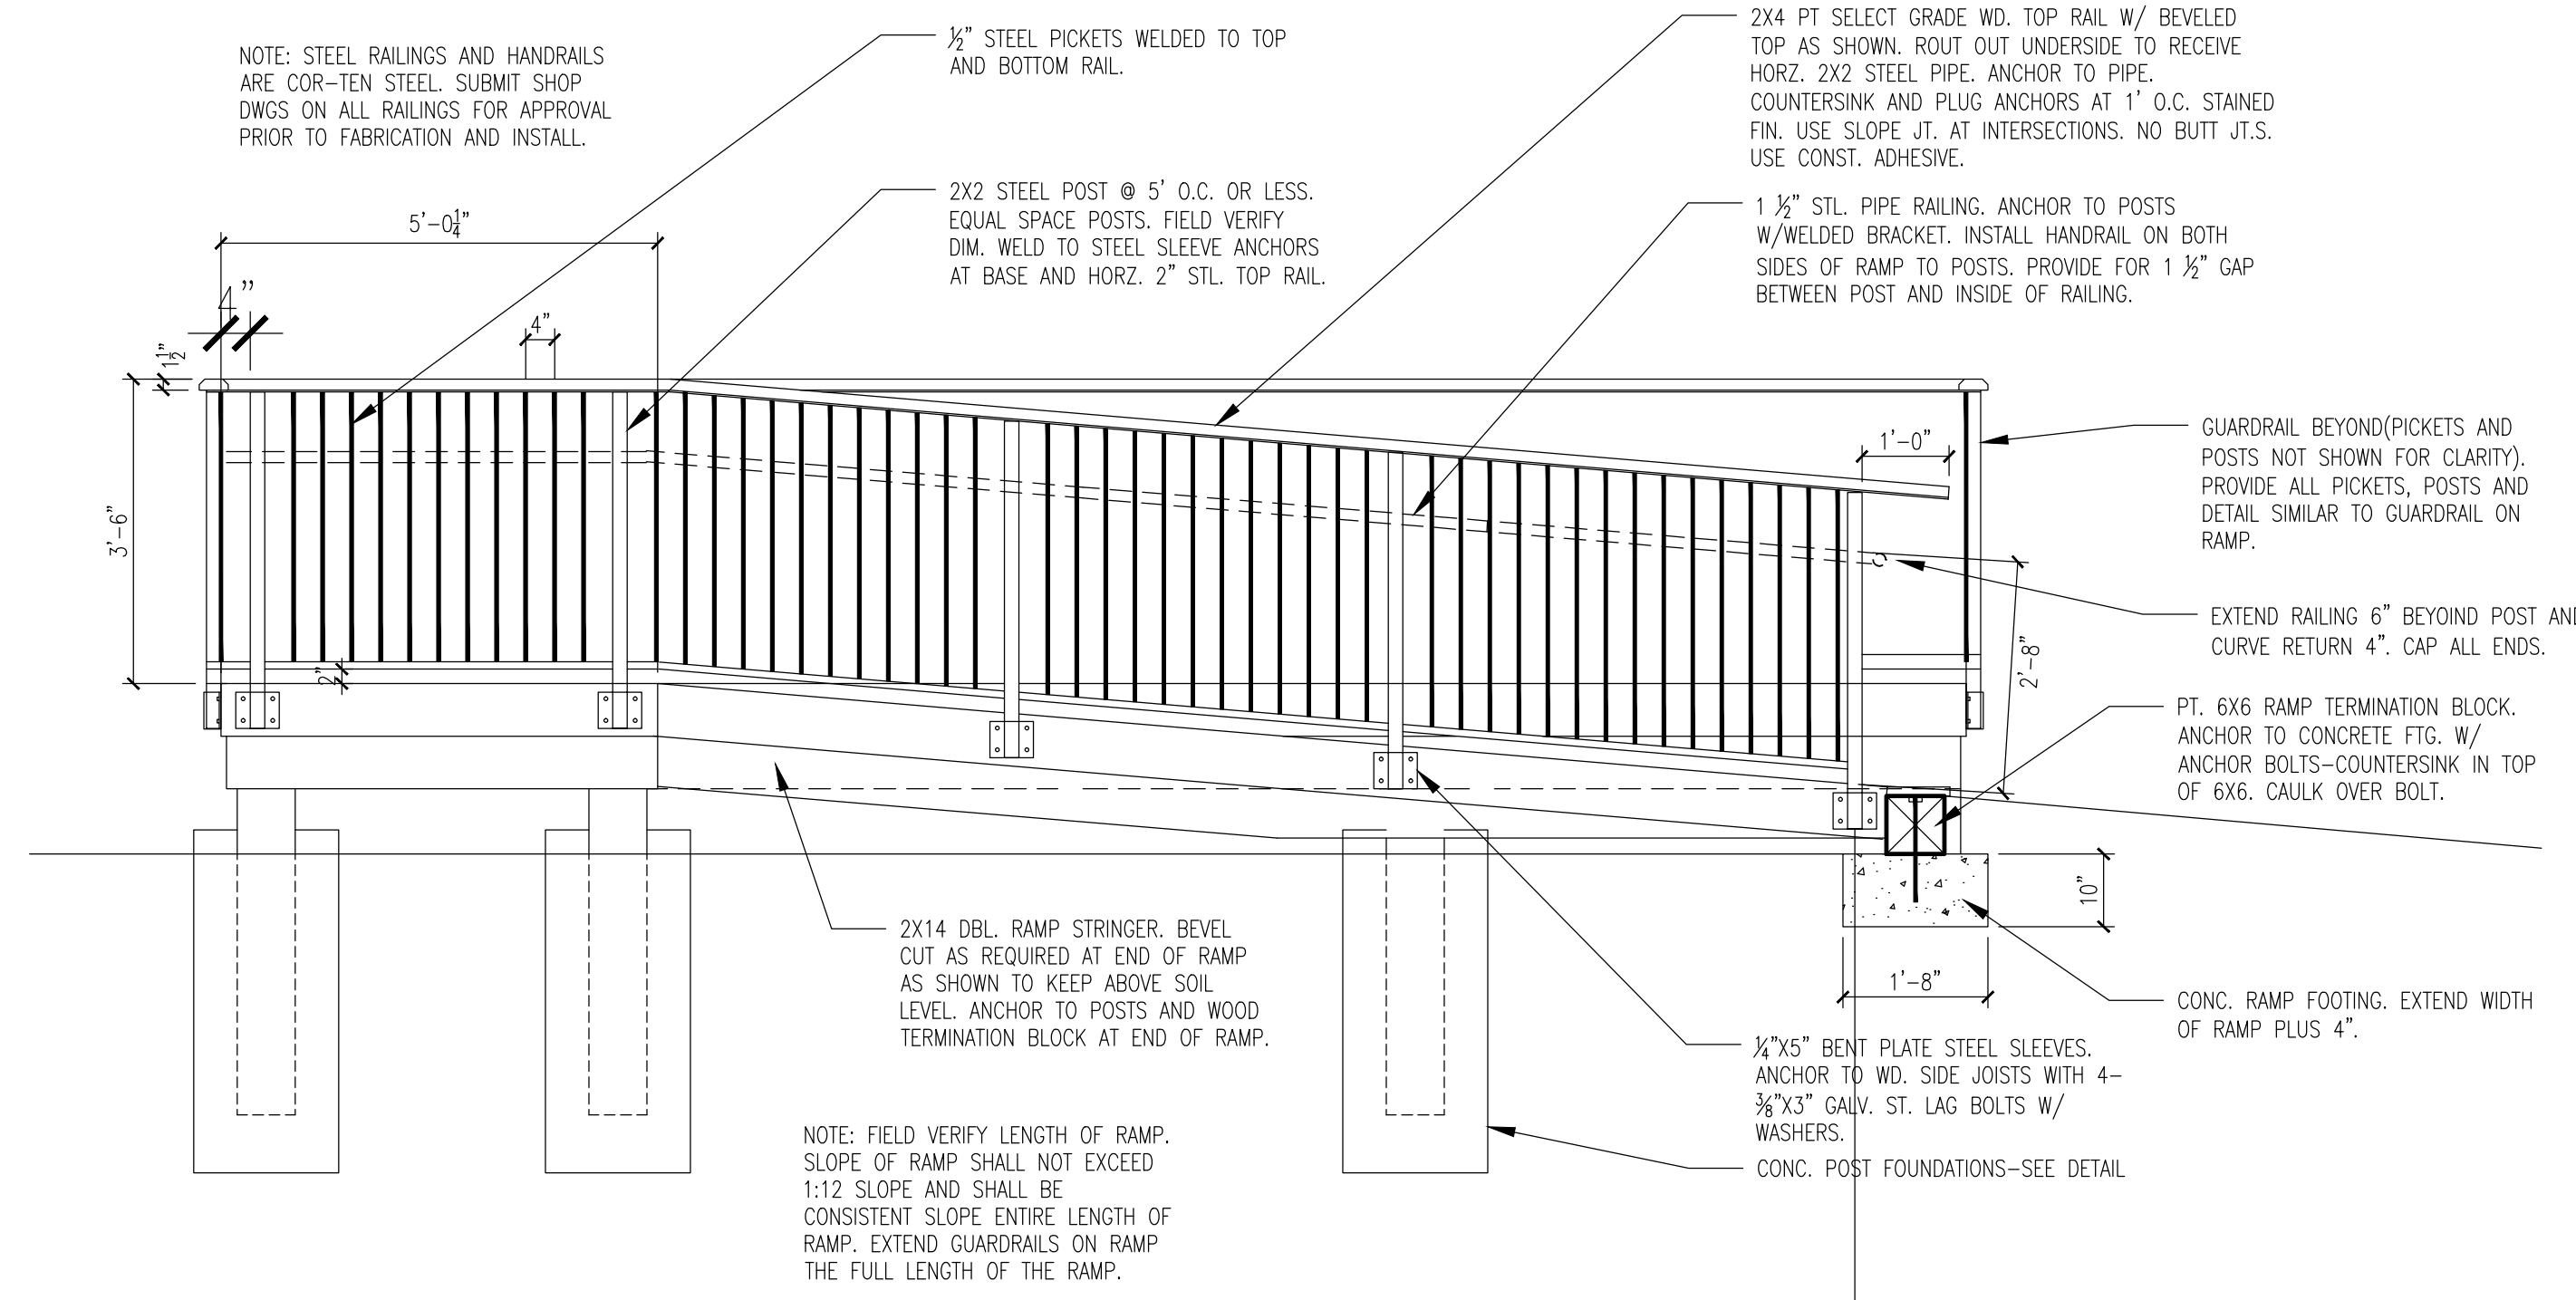 NOTE: STEEL RAILINGS AND HANDRAILS
ARE COR-TEN STEEL. SUBMIT SHOP
DWGS ON ALL RAILINGS FOR APPROVAL
PRIOR TO FABRICATION AND INSTALL.
½" STEEL PICKETS WELDED TO TOP
AND BOTTOM RAIL.
2X4 PT SELECT GRADE WD. TOP RAIL W/ BEVELED
TOP AS SHOWN. ROUT OUT UNDERSIDE TO RECEIVE
HORZ. 2X2 STEEL PIPE. ANCHOR TO PIPE.
COUNTERSINK AND PLUG ANCHORS AT 1' O.C. STAINED
FIN. USE SLOPE JT. AT INTERSECTIONS. NO BUTT JT.S.
USE CONST. ADHESIVE.
2X2 STEEL POST @ 5' O.C. OR LESS.
EQUAL SPACE POSTS. FIELD VERIFY
DIM. WELD TO STEEL SLEEVE ANCHORS
AT BASE AND HORZ. 2" STL. TOP RAIL.
1 ½" STL. PIPE RAILING. ANCHOR TO POSTS
W/WELDED BRACKET. INSTALL HANDRAIL ON BOTH
SIDES OF RAMP TO POSTS. PROVIDE FOR 1 ½" GAP
BETWEEN POST AND INSIDE OF RAILING.
5'-0¼"
4"
4"
1½"
3'-6"
2"
1'-0"
GUARDRAIL BEYOND(PICKETS AND
POSTS NOT SHOWN FOR CLARITY).
PROVIDE ALL PICKETS, POSTS AND
DETAIL SIMILAR TO GUARDRAIL ON
RAMP.
EXTEND RAILING 6" BEYOIND POST AND
CURVE RETURN 4". CAP ALL ENDS.
2'-8"
PT. 6X6 RAMP TERMINATION BLOCK.
ANCHOR TO CONCRETE FTG. W/
ANCHOR BOLTS-COUNTERSINK IN TOP
OF 6X6. CAULK OVER BOLT.
10"
1'-8"
2X14 DBL. RAMP STRINGER. BEVEL
CUT AS REQUIRED AT END OF RAMP
AS SHOWN TO KEEP ABOVE SOIL
LEVEL. ANCHOR TO POSTS AND WOOD
TERMINATION BLOCK AT END OF RAMP.
CONC. RAMP FOOTING. EXTEND WIDTH
OF RAMP PLUS 4".
¼"X5" BENT PLATE STEEL SLEEVES.
ANCHOR TO WD. SIDE JOISTS WITH 4-
⅜"X3" GALV. ST. LAG BOLTS W/
WASHERS.
CONC. POST FOUNDATIONS-SEE DETAIL
NOTE: FIELD VERIFY LENGTH OF RAMP.
SLOPE OF RAMP SHALL NOT EXCEED
1:12 SLOPE AND SHALL BE
CONSISTENT SLOPE ENTIRE LENGTH OF
RAMP. EXTEND GUARDRAILS ON RAMP
THE FULL LENGTH OF THE RAMP.